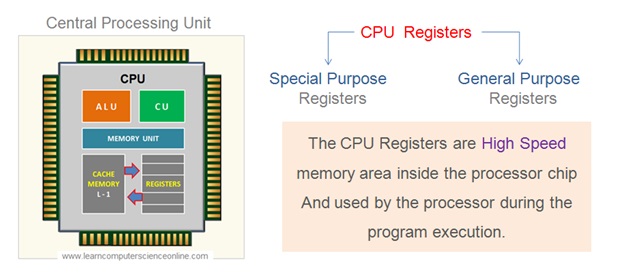 Central Processing Unit
CPU
ALU
CU
MEMORY UNIT
CACHE
MEMORY
L - 1
REGISTERS
www.learncomputerscienceonline.com
CPU Registers
Special Purpose
Registers
General Purpose
Registers
The CPU Registers are High Speed
memory area inside the processor chip
And used by the processor during the
program execution.